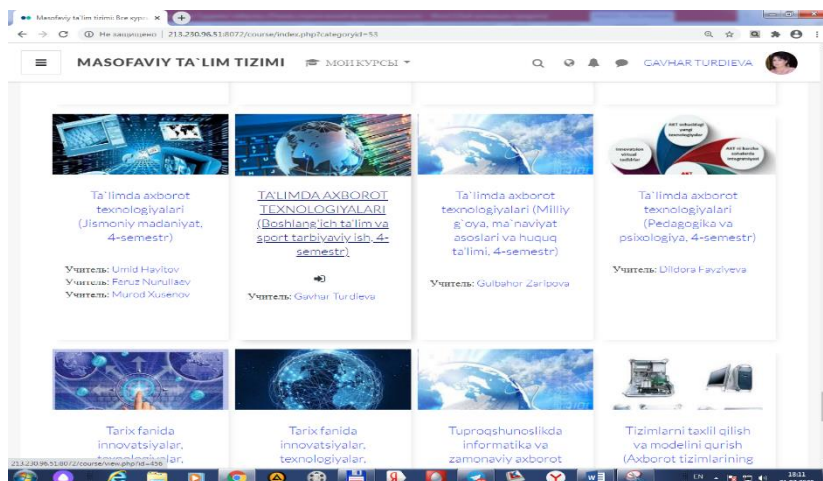 Masofaviy ta'lim tizimi: Все курс
Не защищено | 213.230.96.51:8072/course/index.php?categoryid=53
MASOFAVIY TA`LIM TIZIMI
МОИ КУРСЫ
GAVHAR TURDIEVA
Ta`limda axborot
texnologiyalari
(Jismoniy madaniyat,
4-semestr)
Учитель: Umid Hayitov
Учитель: Feruz Nurullaev
Учитель: Murod Xusenov
TA'LIMDA AXBOROT
TEXNOLOGIYALARI
(Boshlang'ich ta'lim va
sport tarbiyaviy ish, 4-
semestr)
Учитель: Gavhar Turdieva
Ta`limda axborot
texnologiyalari (Milliy
g`oya, ma`naviyat
asoslari va huquq
ta'limi, 4-semestr)
Учитель: Gulbahor Zaripova
AKT sohasidagi
yangi
texnologiyalar
Ta`limda axborot
texnologiyalari
(Pedagogika va
psixologiya, 4-semestr)
Учитель: Dildora Fayziyeva
Tarix fanida
innovatsiyalar,
texnologiyalar,
Tarix fanida
innovatsiyalar,
texnologiyalar,
Tuproqshunoslikda
informatika va
zamonaviy axborot
Tizimlarni taxlil qilish
va modelini qurish
(Axborot tizimlarining
213.230.96.51:8072/course/view.php?id=456
EN
18:11